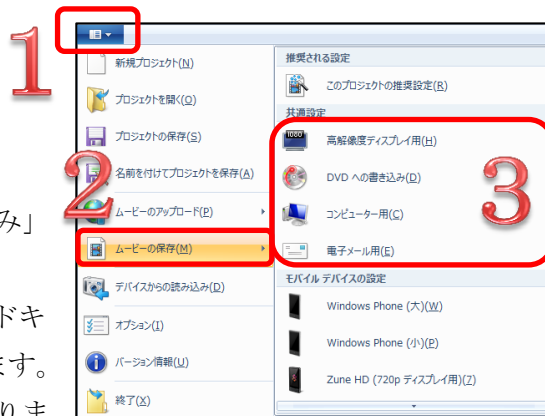 1
新規プロジェクト(N)
プロジェクトを開く(O)
プロジェクトの保存(S)
名前を付けてプロジェクトを保存(A)
2
ムービーのアップロード(P)
ムービーの保存(M)
デバイスからの読み込み(D)
オプション(I)
バージョン情報(U)
終了(X)
推奨される設定
このプロジェクトの推奨設定(R)
共通設定
1080
高解像度ディスプレイ用(H)
DVD への書き込み(D)
3
コンピューター用(C)
電子メール用(E)
モバイル デバイスの設定
Windows Phone (大)(W)
Windows Phone (小)(P)
Zune HD (720p ディスプレイ用)(Z)
み」
ドキ
ます。
りま